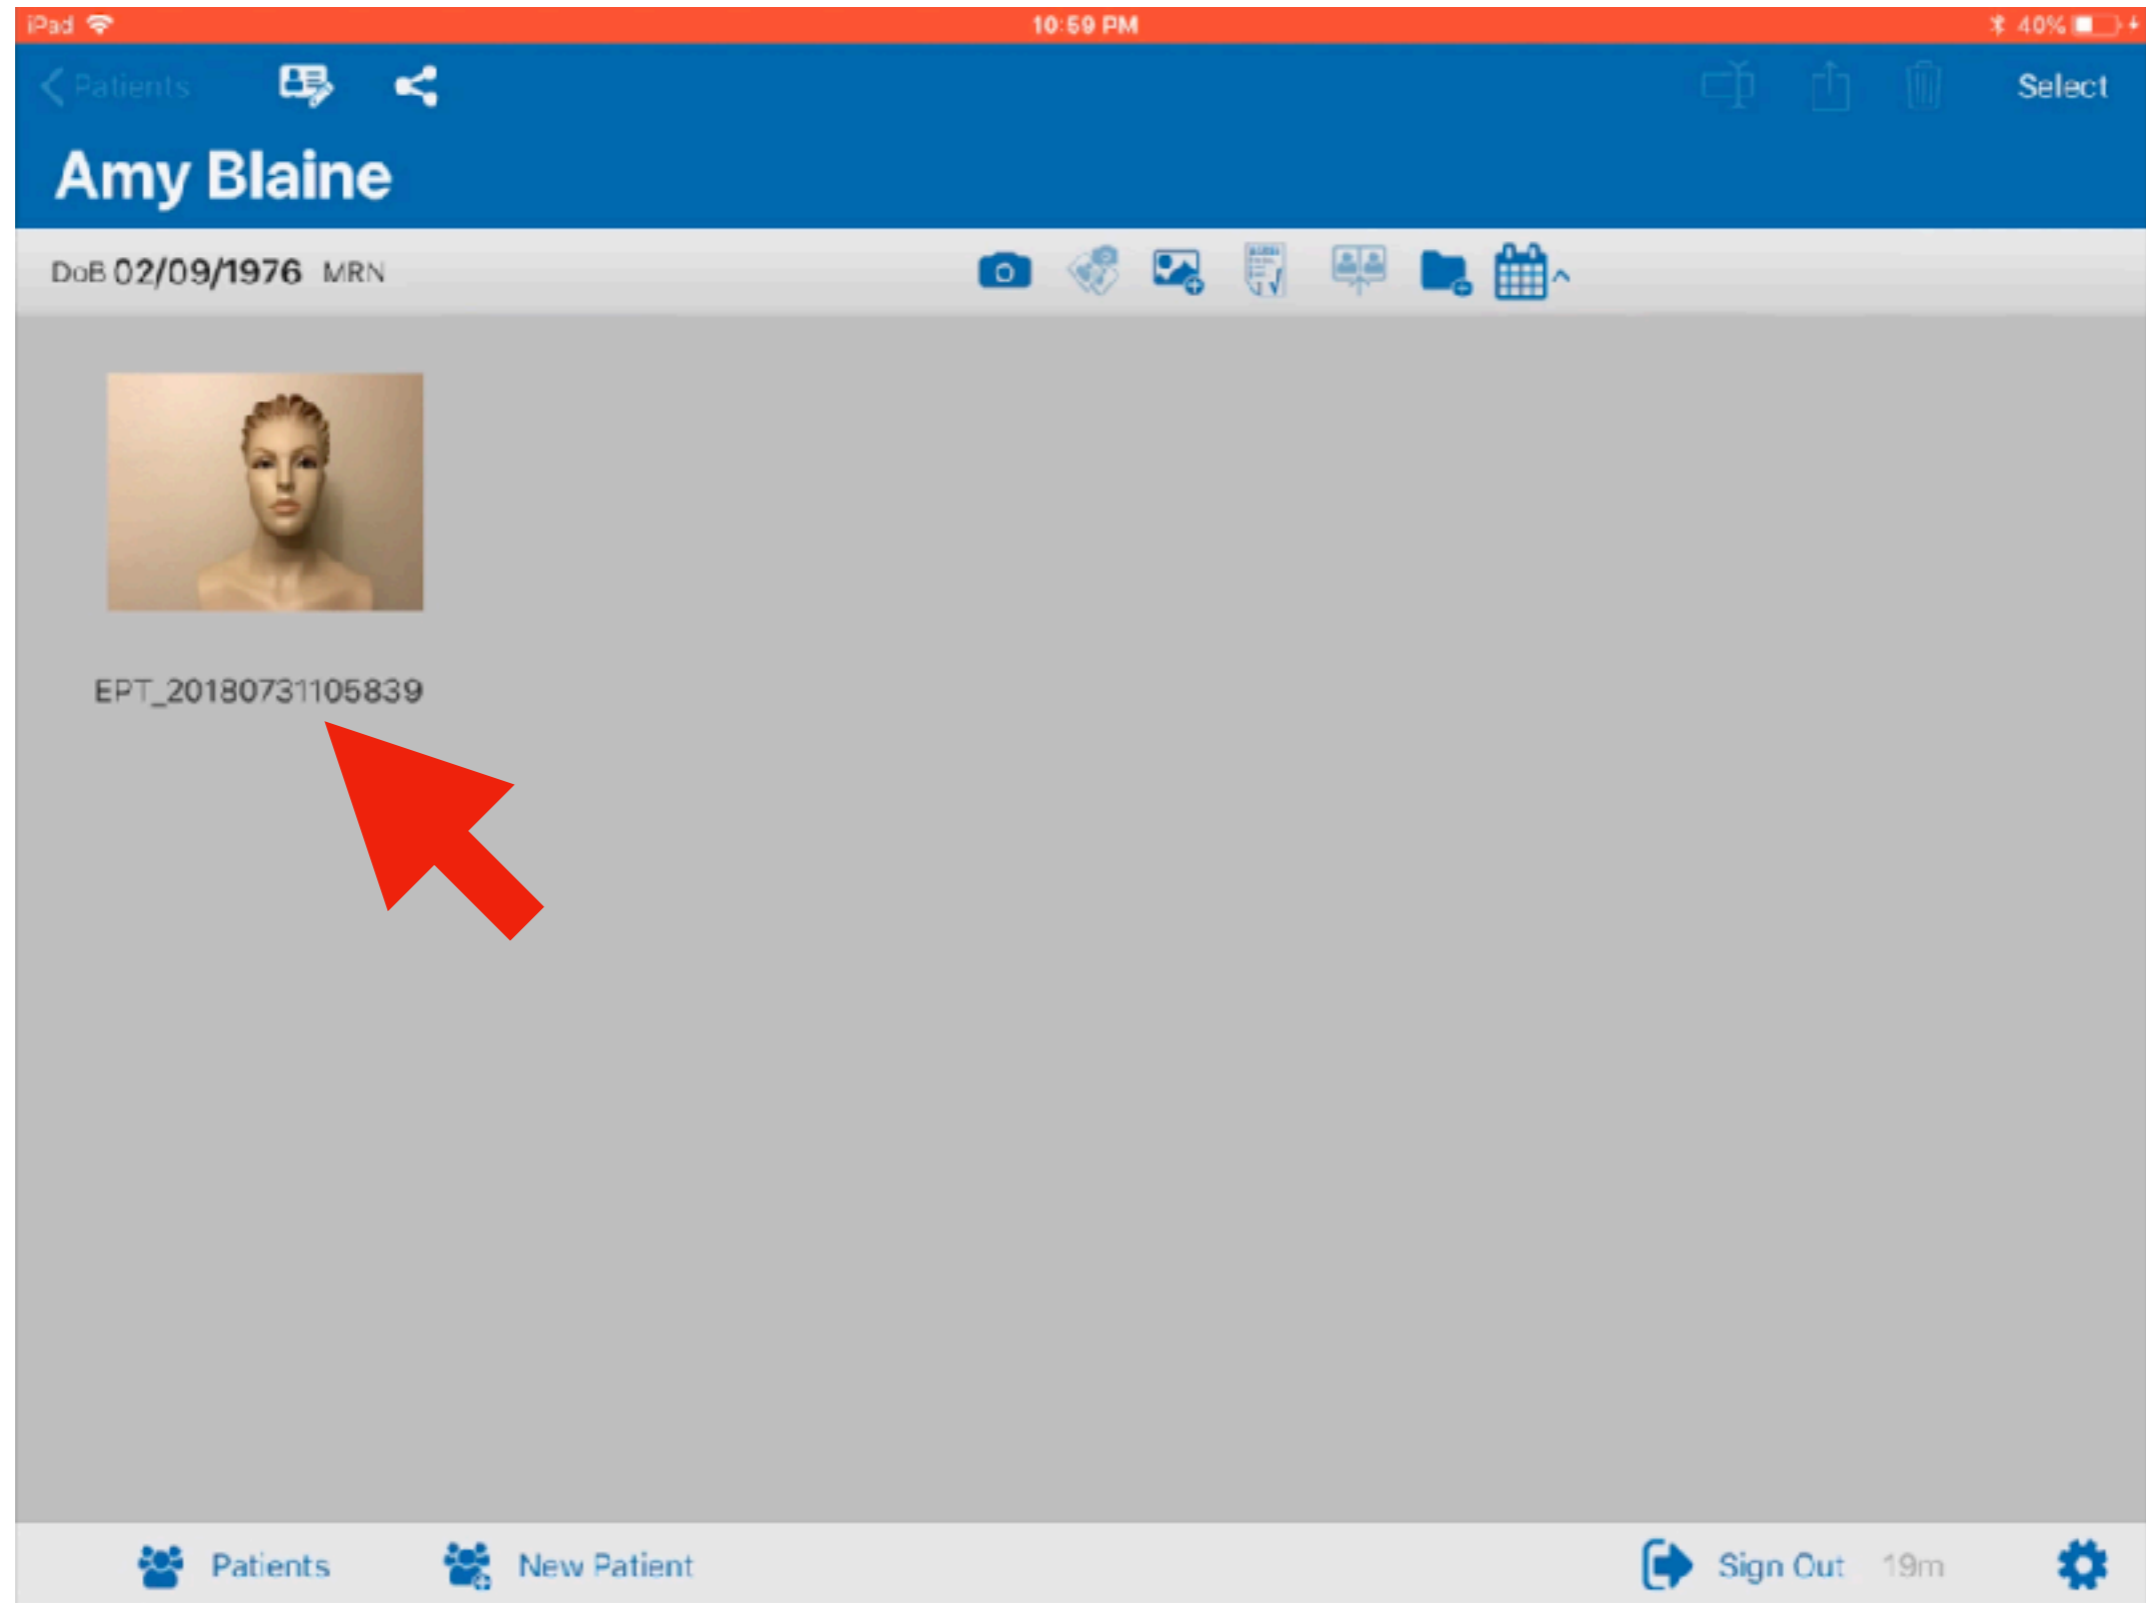 iPad 10:59 PM 40%
Patients Select
Amy Blaine
DoB 02/09/1976 MRN
EPT_20180731105839
Patients New Patient Sign Out 19m